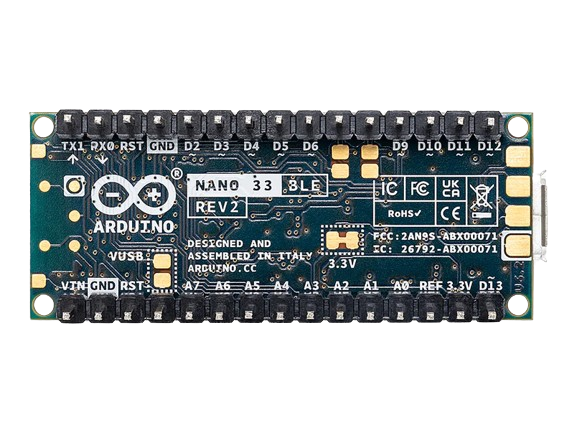 TX1 RX0 RST GND D2 D3 D4 D5 D6 D9 D10 D11 D12
NANO 33 BLE
REV2
ARDUINO
®
IC FC UK CA
RoHS✓ CE
DESIGNED AND
ASSEMBLED IN ITALY
ARDUINO.CC
VUSB
3.3V
FCC:2AN9S-ABX00071
IC: 26792-ABX00071
VIN GND RST A7 A6 A5 A4 A3 A2 A1 A0 REF 3.3V D13